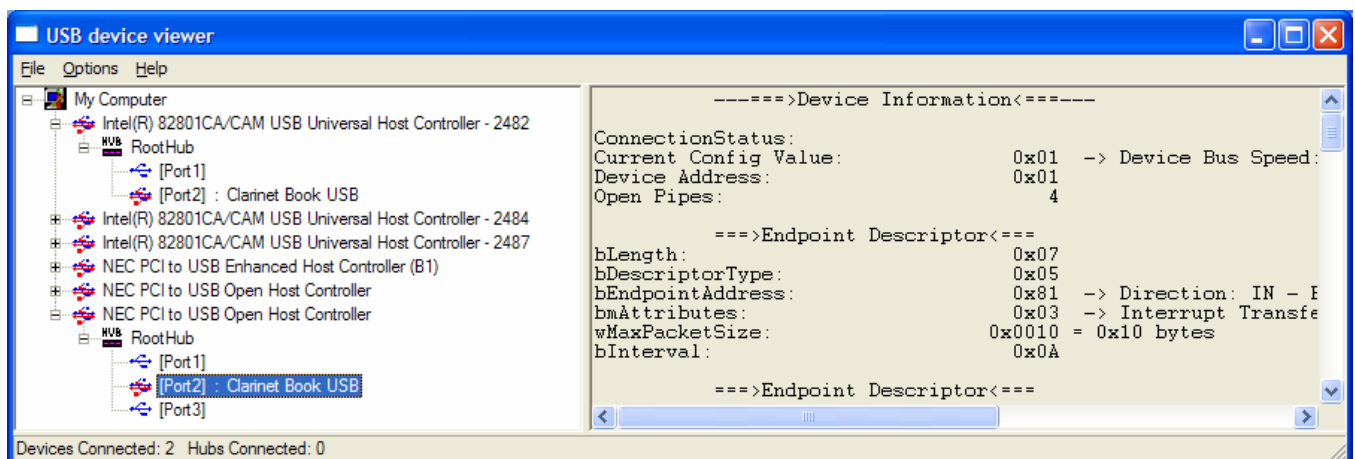 USB device viewer
File Options Help
My Computer
Intel(R) 82801CA/CAM USB Universal Host Controller - 2482
HUB RootHub
[Port1]
[Port2] : Clarinet Book USB
Intel(R) 82801CA/CAM USB Universal Host Controller - 2484
Intel(R) 82801CA/CAM USB Universal Host Controller - 2487
NEC PCI to USB Enhanced Host Controller (B1)
NEC PCI to USB Open Host Controller
NEC PCI to USB Open Host Controller
HUB RootHub
[Port1]
[Port2] : Clarinet Book USB
[Port3]
---===>Device Information<===---
ConnectionStatus:
Current Config Value: 0x01 -> Device Bus Speed:
Device Address: 0x01
Open Pipes: 4
===>Endpoint Descriptor<===
bLength: 0x07
bDescriptorType: 0x05
bEndpointAddress: 0x81 -> Direction: IN - E
bmAttributes: 0x03 -> Interrupt Transfe
wMaxPacketSize: 0x0010 = 0x10 bytes
bInterval: 0x0A
===>Endpoint Descriptor<===
Devices Connected: 2 Hubs Connected: 0